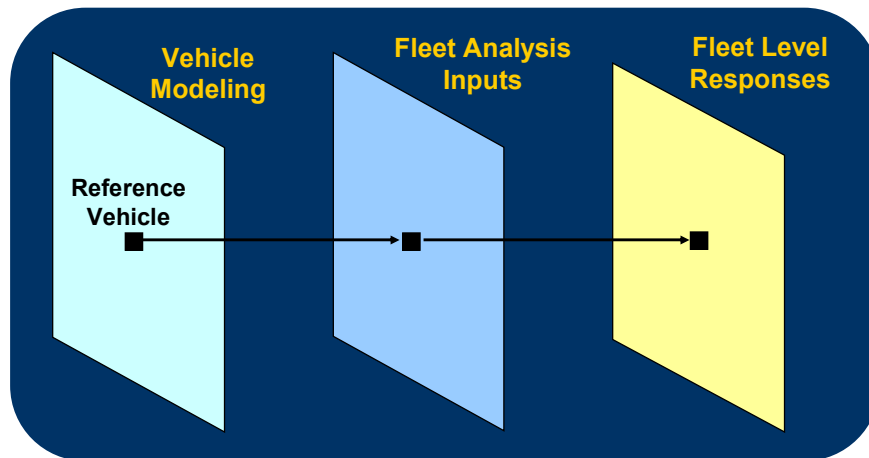 Vehicle
Modeling
Fleet Analysis
Inputs
Fleet Level
Responses
Reference
Vehicle